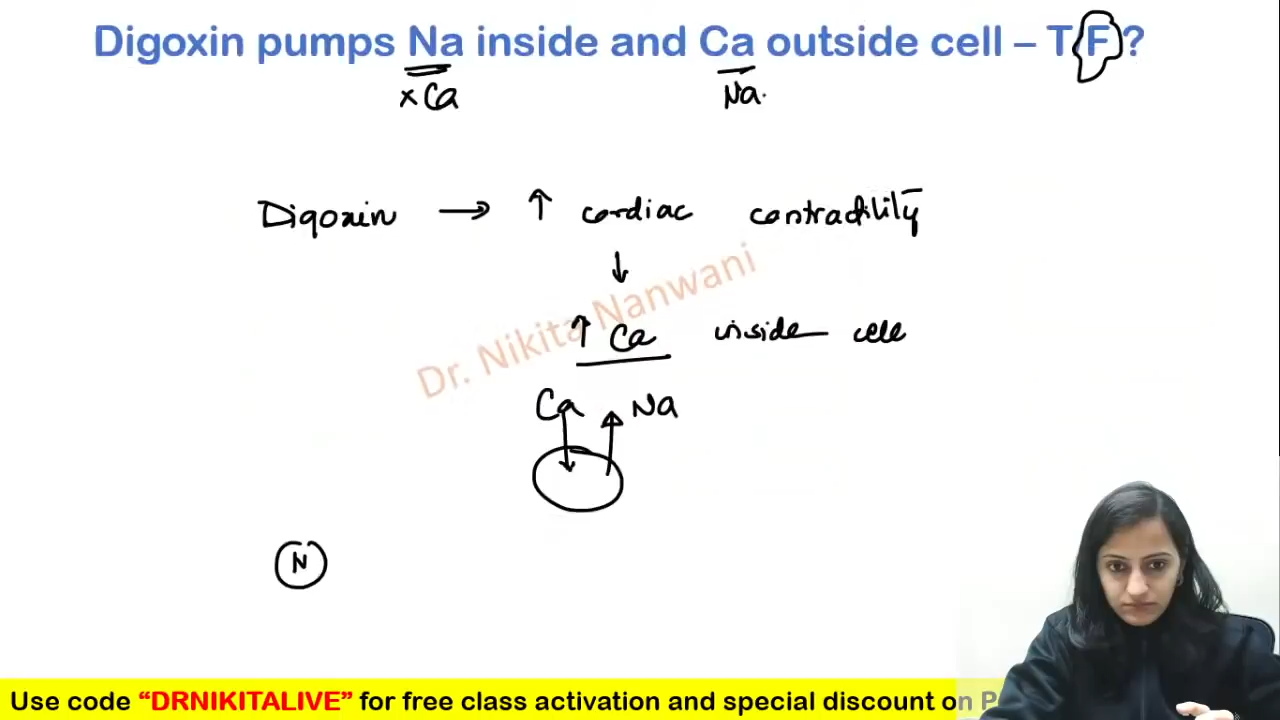 Digoxin pumps Na inside and Ca outside cell – T/F?
×Ca Na
Digoxin → ↑ cardiac contractility
↓
Dr. Nikita Nanwani
↑ Ca inside cell
Ca Na
N
Use code “DRNIKITALIVE” for free class activation and special discount on